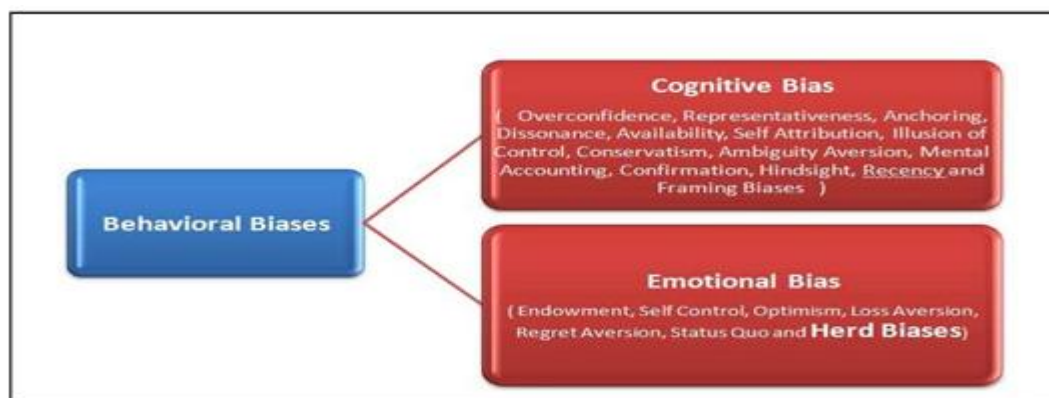 Behavioral Biases
Cognitive Bias
( Overconfidence, Representativeness, Anchoring,
Dissonance, Availability, Self Attribution, Illusion of
Control, Conservatism, Ambiguity Aversion, Mental
Accounting, Confirmation, Hindsight, Recency and
Framing Biases )
Emotional Bias
(Endowment, Self Control, Optimism, Loss Aversion,
Regret Aversion, Status Quo and Herd Biases)